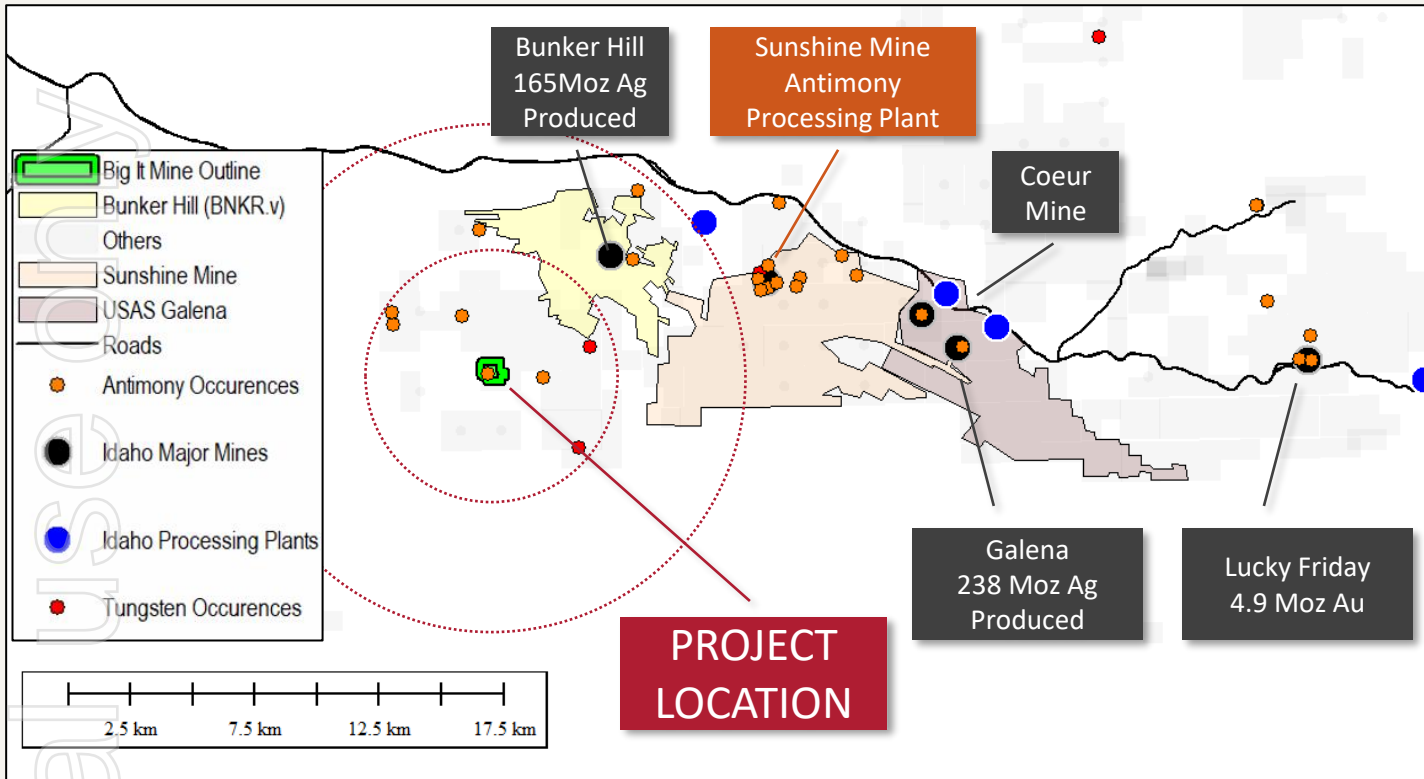 Bunker Hill
165Moz Ag
Produced
Sunshine Mine
Antimony
Processing Plant
Coeur
Mine
Big It Mine Outline
Bunker Hill (BNKR.v)
Others
Sunshine Mine
USAS Galena
Roads
Antimony Occurences
Idaho Major Mines
Idaho Processing Plants
Tungsten Occurences
Galena
238 Moz Ag
Produced
Lucky Friday
4.9 Moz Au
PROJECT
LOCATION
2.5 km 7.5 km 12.5 km 17.5 km
al use only